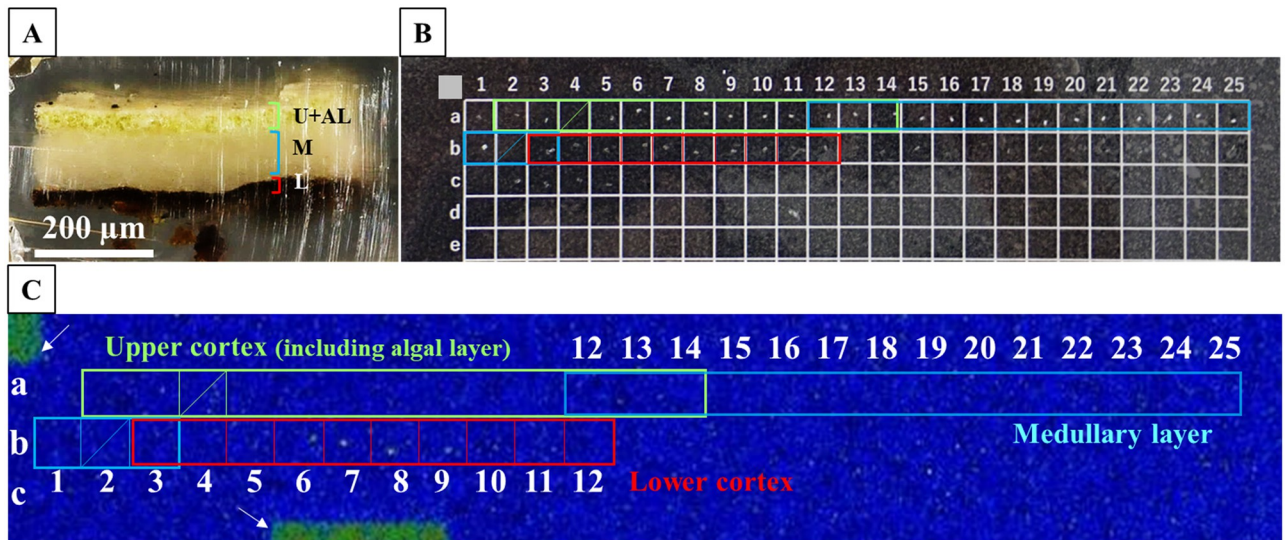 A
U+AL
M
L
200 µm
B
1 2 3 4 5 6 7 8 9 10 11 12 13 14 15 16 17 18 19 20 21 22 23 24 25
a
b
c
d
e
C
Upper cortex (including algal layer)
12 13 14 15 16 17 18 19 20 21 22 23 24 25
a
b
Medullary layer
c
1 2 3 4 5 6 7 8 9 10 11 12
Lower cortex